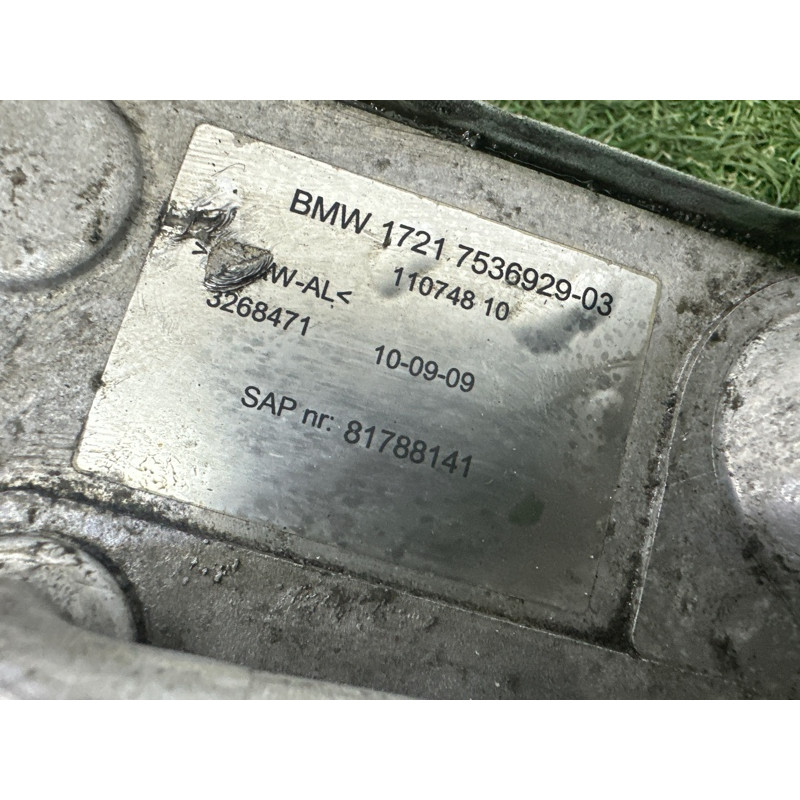 BMW 1721 7536929-03
110748 10
W-AL<
3268471
10-09-09
SAP nr: 81788141